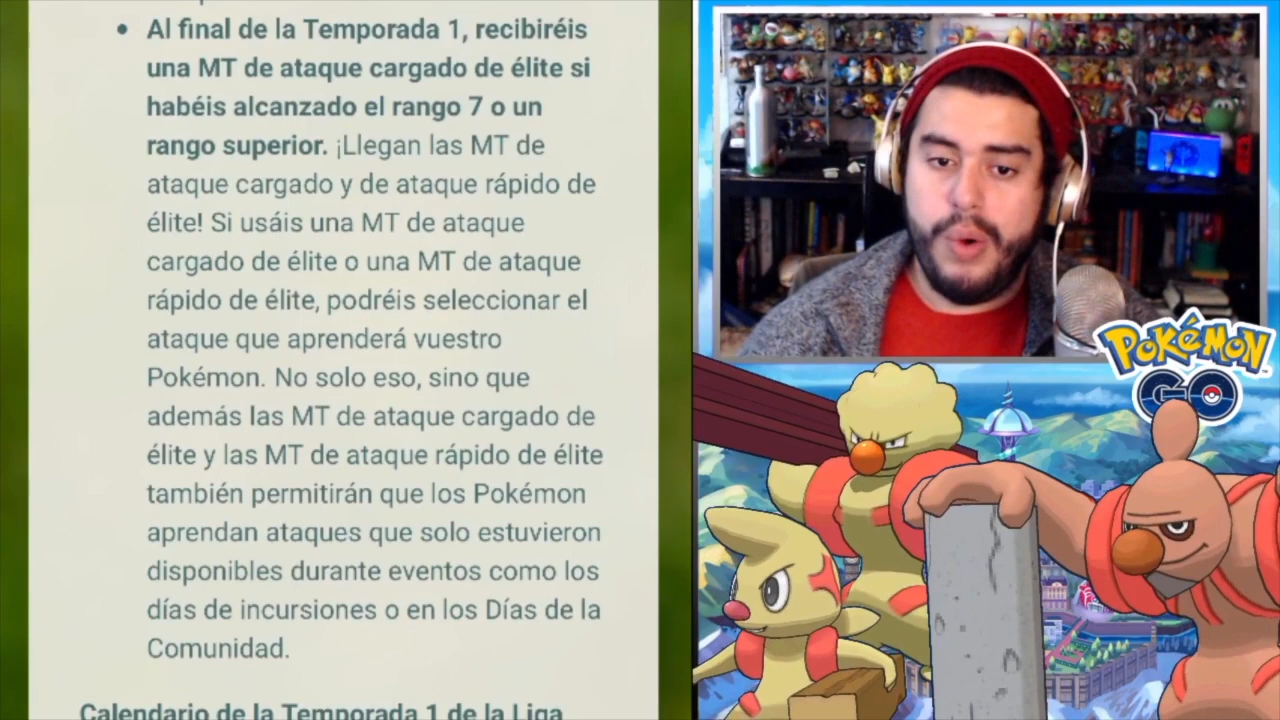 • Al final de la Temporada 1, recibiréis
una MT de ataque cargado de élite si
habéis alcanzado el rango 7 o un
rango superior. ¡Llegan las MT de
ataque cargado y de ataque rápido de
élite! Si usáis una MT de ataque
cargado de élite o una MT de ataque
rápido de élite, podréis seleccionar el
ataque que aprenderá vuestro
Pokémon. No solo eso, sino que
además las MT de ataque cargado de
élite y las MT de ataque rápido de élite
también permitirán que los Pokémon
aprendan ataques que solo estuvieron
disponibles durante eventos como los
días de incursiones o en los Días de la
Comunidad.
Calendario de la Temporada 1 de la Liga
POKÉMON
GO